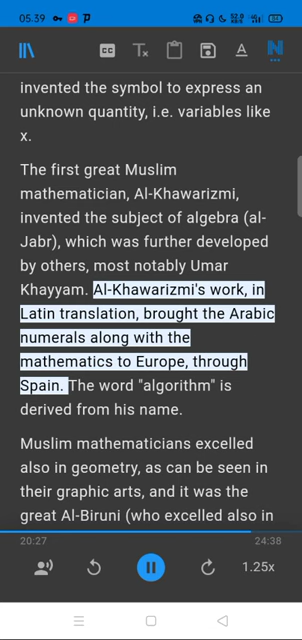 05.39
invented the symbol to express an
unknown quantity, i.e. variables like
x.
The first great Muslim
mathematician, Al-Khawarizmi,
invented the subject of algebra (al-
Jabr), which was further developed
by others, most notably Umar
Khayyam. Al-Khawarizmi's work, in
Latin translation, brought the Arabic
numerals along with the
mathematics to Europe, through
Spain. The word "algorithm" is
derived from his name.
Muslim mathematicians excelled
also in geometry, as can be seen in
their graphic arts, and it was the
great Al-Biruni (who excelled also in
20:27 24:38
1.25x